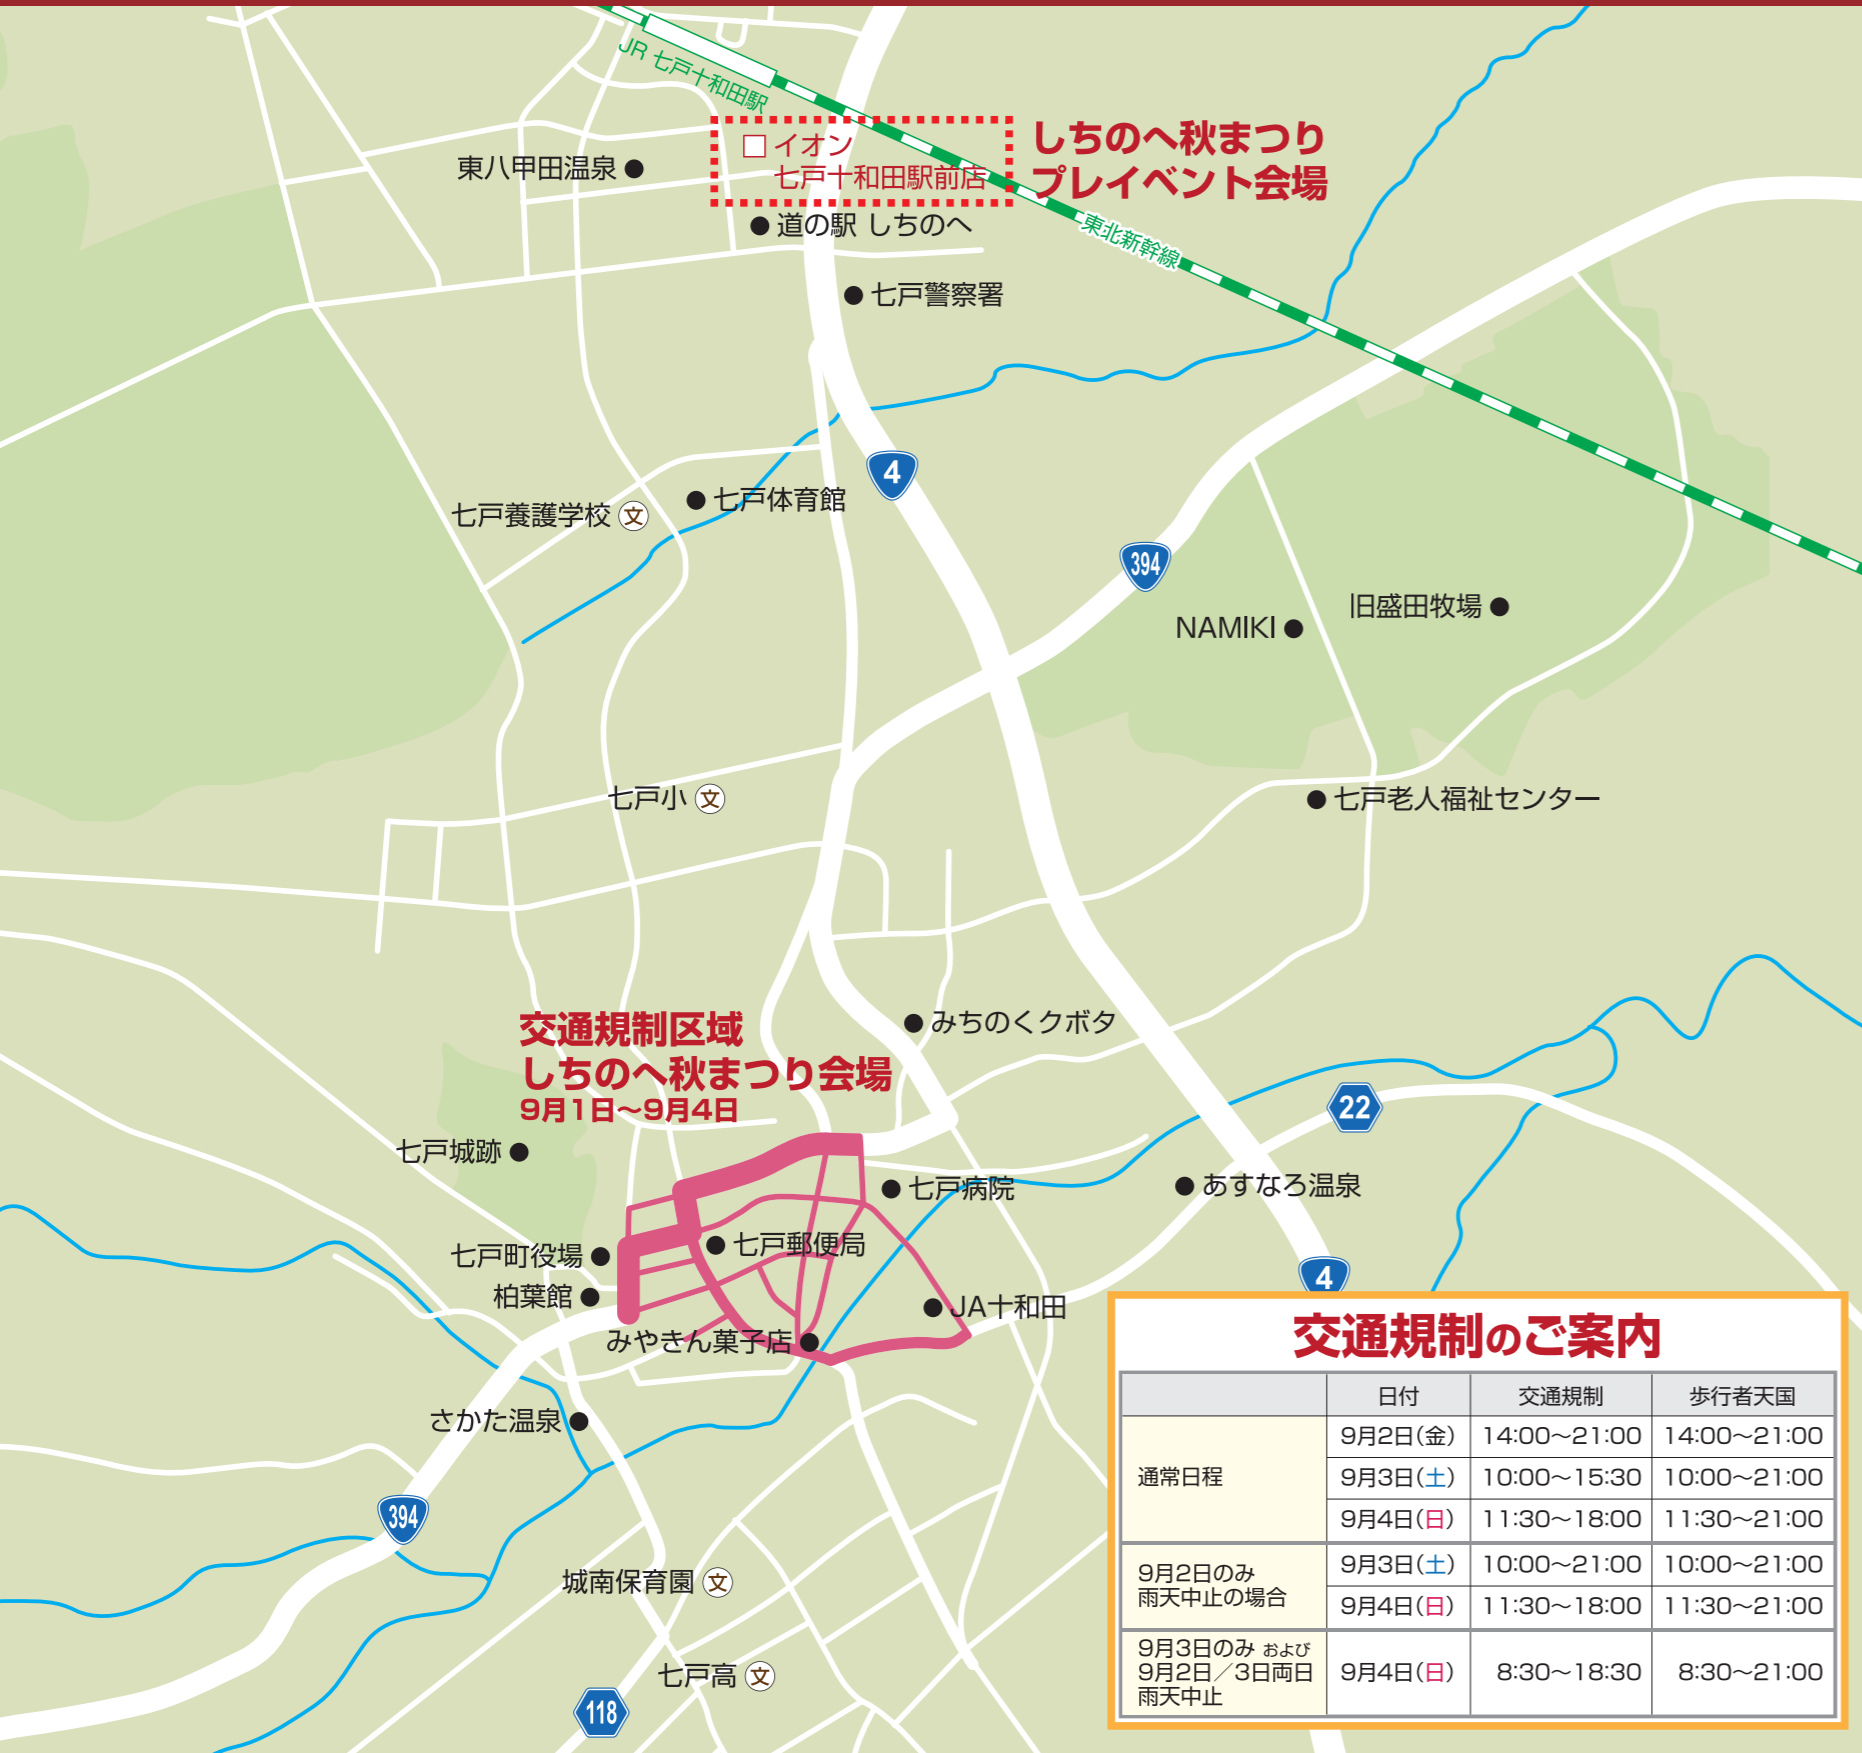 JR 七戸十和田駅
□イオン
七戸十和田駅前店
しちのへ秋まつり
プレイベント会場
東八甲田温泉
道の駅 しちのへ
東北新幹線
七戸警察署
4
七戸体育館
七戸養護学校 文
394
旧盛田牧場
NAMIKI
七戸小 文
七戸老人福祉センター
交通規制区域
しちのへ秋まつり会場
9月1日～9月4日
みちのくクボタ
22
七戸城跡
七戸病院
あすなろ温泉
七戸町役場
七戸郵便局
4
柏葉館
JA十和田
みやきん菓子店
さかた温泉
394
城南保育園 文
七戸高 文
118
交通規制のご案内
日付 交通規制 歩行者天国
通常日程
9月2日(金) 14:00～21:00 14:00～21:00
9月3日(土) 10:00～15:30 10:00～21:00
9月4日(日) 11:30～18:00 11:30～21:00
9月2日のみ
雨天中止の場合
9月3日(土) 10:00～21:00 10:00～21:00
9月4日(日) 11:30～18:00 11:30～21:00
9月3日のみ および
9月2日／3日両日
雨天中止
9月4日(日) 8:30～18:30 8:30～21:00